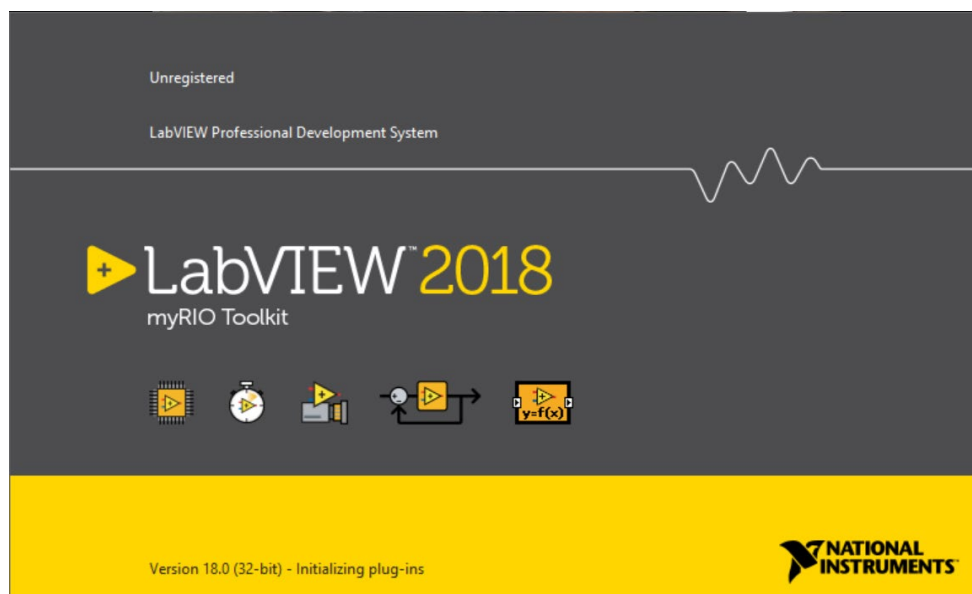 Unregistered
LabVIEW Professional Development System
LabVIEW™ 2018
myRIO Toolkit
y=f(x)
Version 18.0 (32-bit) - Initializing plug-ins
NATIONAL
INSTRUMENTS™